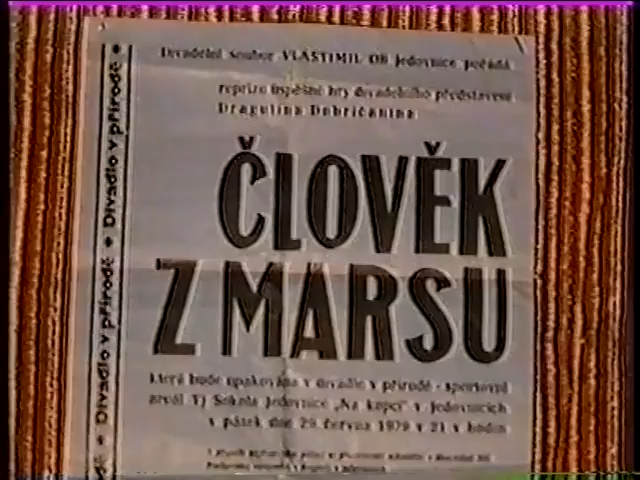 Divadelní soubor VLASTIMIL OB Jedovnice pořádá
reprízu úspěšné hry divadelního představení
Dragutina Dobričanina
ČLOVĚK
Z MARSU
která bude opakována v divadle v přírodě - sportovní
areál Tj Sokola Jedovnice „Na kopci" v Jedovnicích
v pátek dne 29. června 1979 v 21 hodin
Divadlo v přírodě • Divadlo v přírodě •